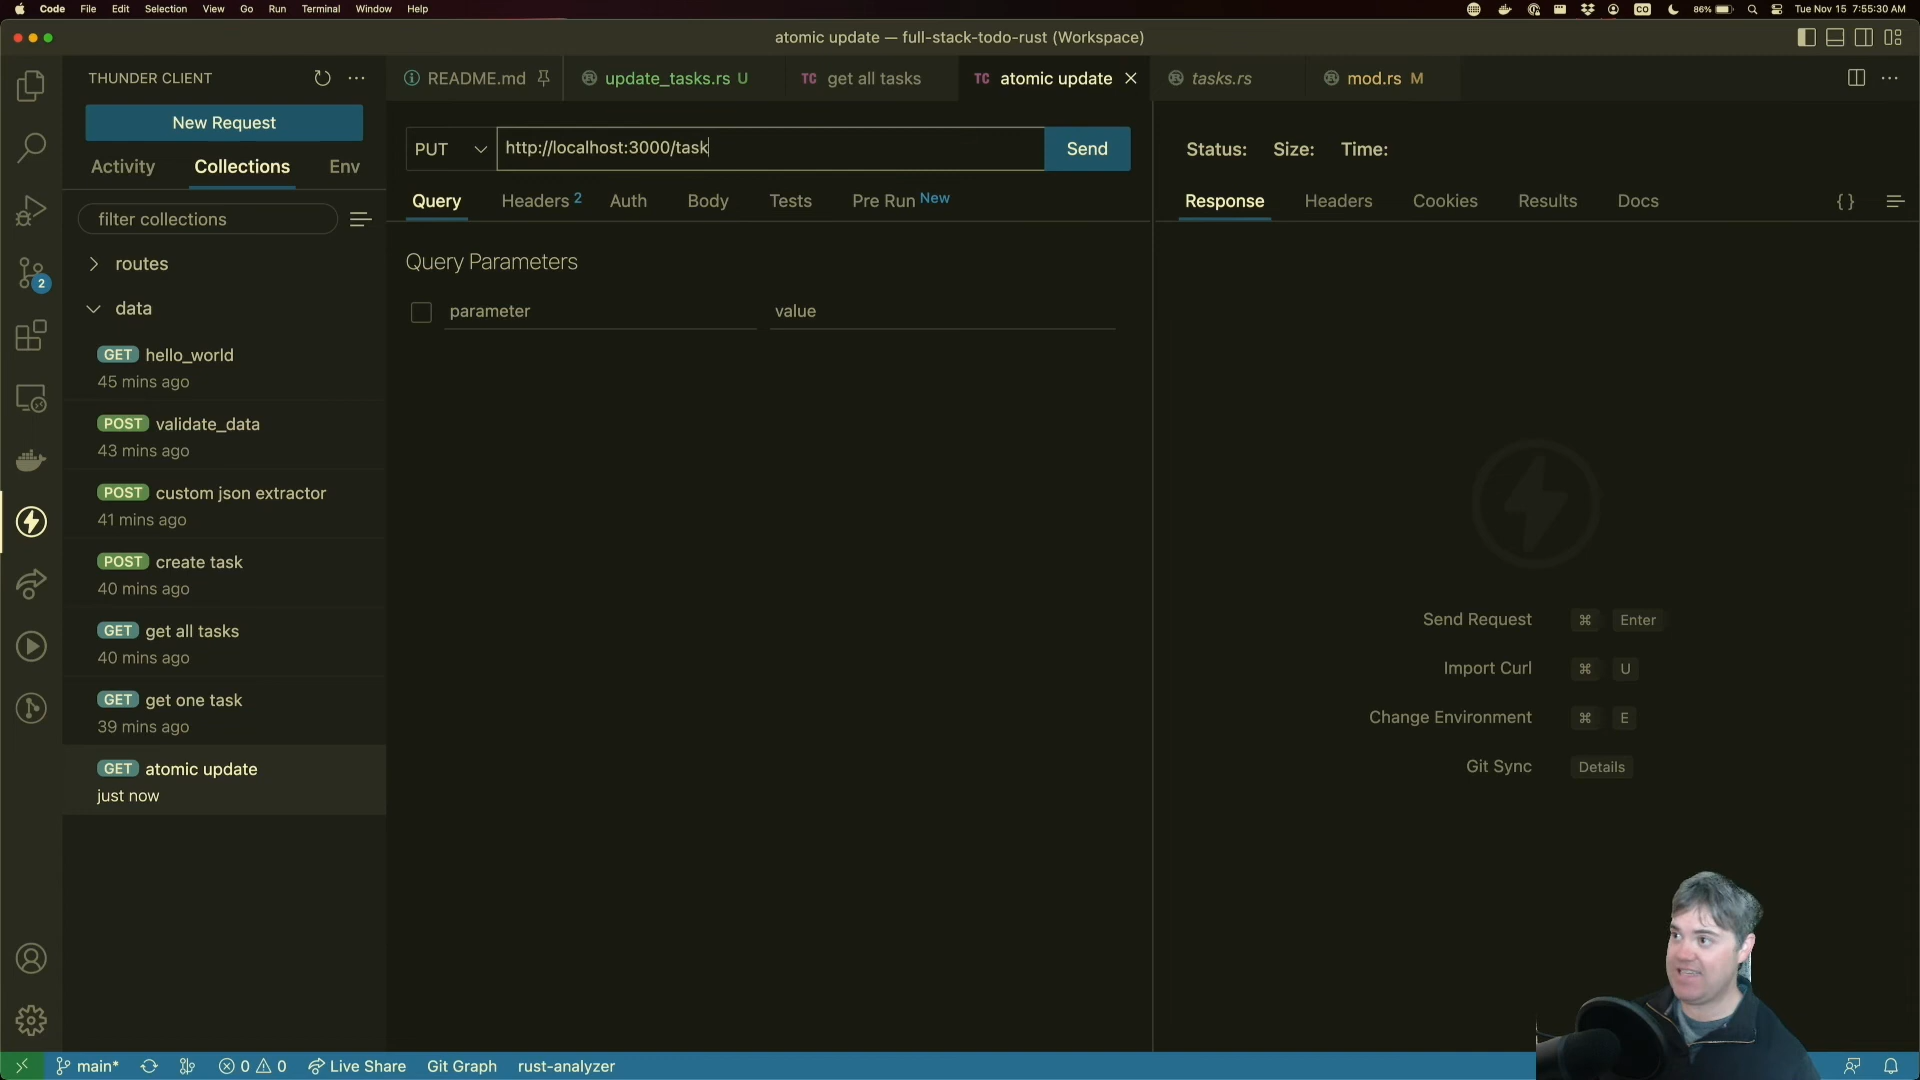 Code File Edit Selection View Go Run Terminal Window Help
CO 86% Tue Nov 15 7:55:30 AM
atomic update — full-stack-todo-rust (Workspace)
THUNDER CLIENT
README.md
update_tasks.rs U
TC get all tasks
TC atomic update
tasks.rs
mod.rs M
New Request
Activity Collections Env
filter collections
routes
data
GET hello_world
45 mins ago
POST validate_data
43 mins ago
POST custom json extractor
41 mins ago
POST create task
40 mins ago
GET get all tasks
40 mins ago
GET get one task
39 mins ago
GET atomic update
just now
2
PUT http://localhost:3000/task Send
Query Headers 2 Auth Body Tests Pre Run New
Query Parameters
parameter value
Status: Size: Time:
Response Headers Cookies Results Docs { }
Send Request ⌘ Enter
Import Curl ⌘ U
Change Environment ⌘ E
Git Sync Details
main* 0 0 Live Share Git Graph rust-analyzer